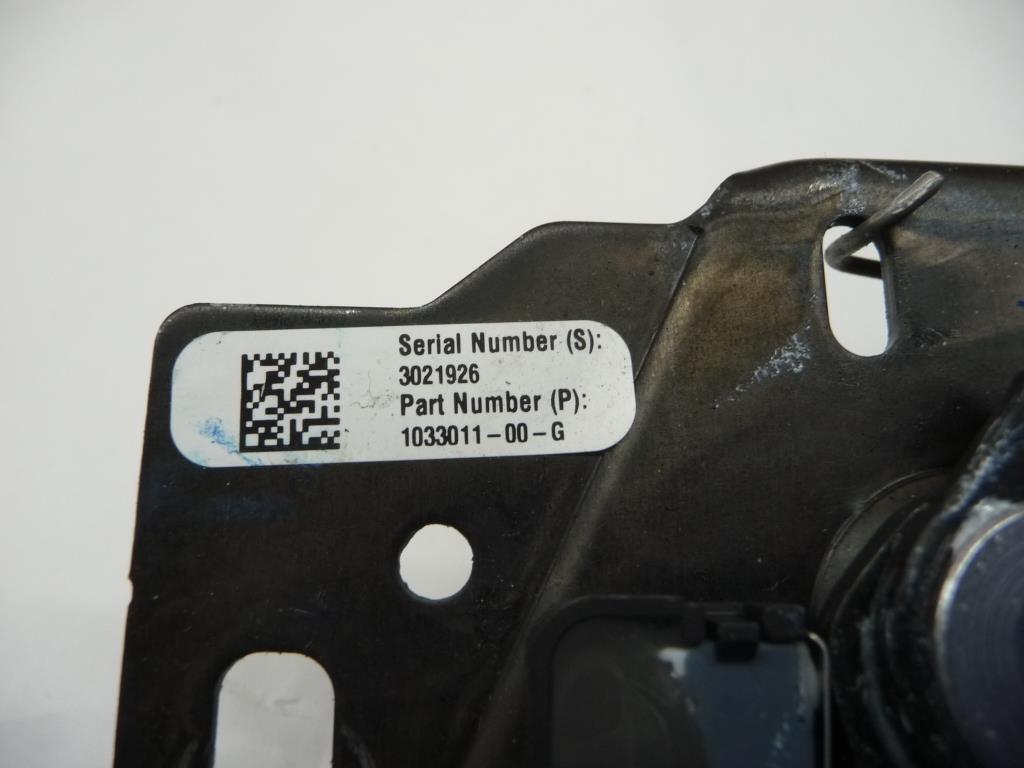 Serial Number (S):
3021926
Part Number (P):
1033011-00-G